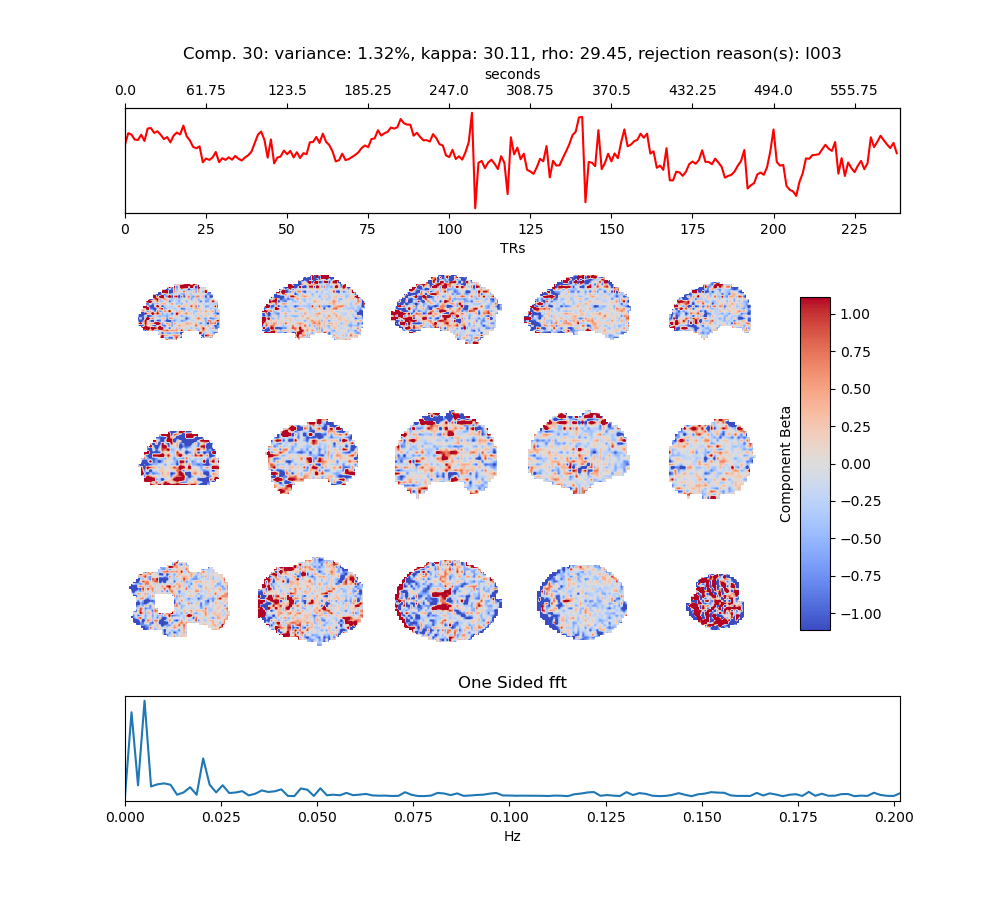 Comp. 30: variance: 1.32%, kappa: 30.11, rho: 29.45, rejection reason(s): I003
seconds
0.0 61.75 123.5 185.25 247.0 308.75 370.5 432.25 494.0 555.75
0 25 50 75 100 125 150 175 200 225
TRs
1.00
0.75
0.50
0.25
0.00
−0.25
−0.50
−0.75
−1.00
Component Beta
One Sided fft
0.000 0.025 0.050 0.075 0.100 0.125 0.150 0.175 0.200
Hz